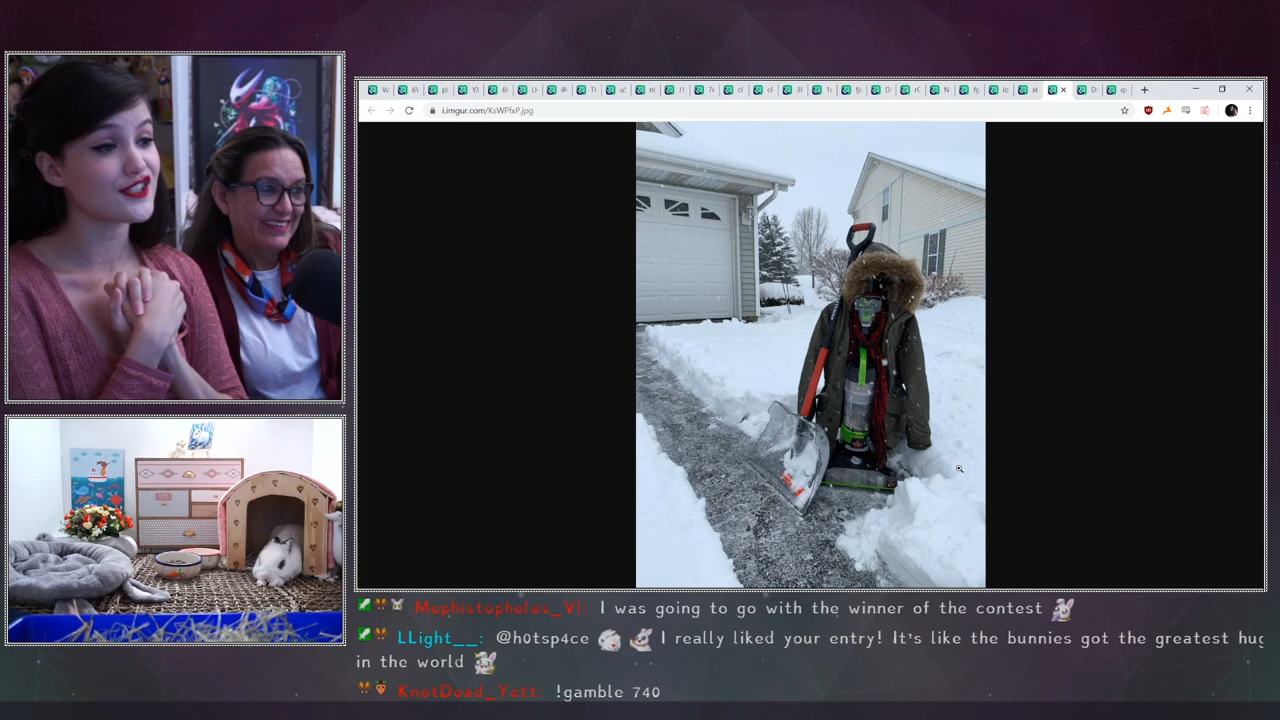 i.imgur.com/KsWPfxP.jpg
Mephistopheles_VI: I was going to go with the winner of the contest
LLight__: @h0tsp4ce I really liked your entry! It's like the bunnies got the greatest hug
in the world
KnotDead_Yett: !gamble 740